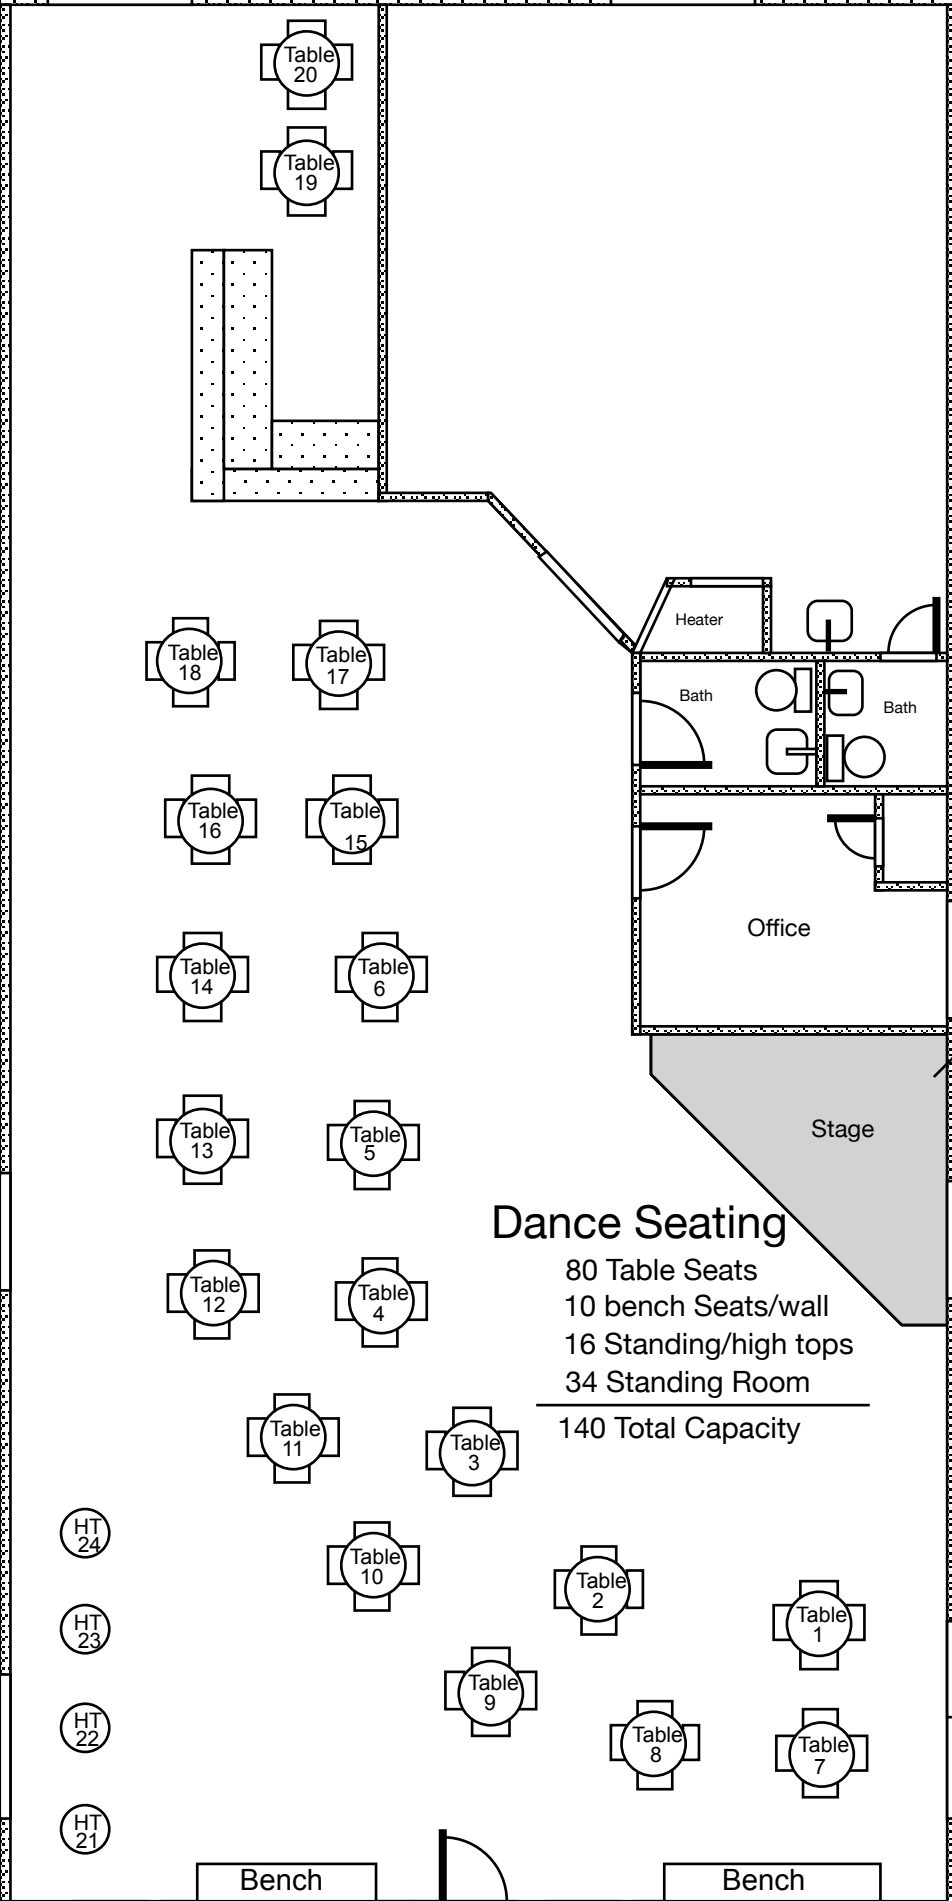 Table
20
Table
19
Heater
Bath
Bath
Table
18
Table
17
Table
16
Table
15
Office
Table
14
Table
6
Stage
Table
13
Table
5
Dance Seating
80 Table Seats
10 bench Seats/wall
16 Standing/high tops
34 Standing Room
140 Total Capacity
Table
12
Table
4
Table
11
Table
3
HT
24
Table
10
Table
2
Table
1
HT
23
Table
9
HT
22
Table
8
Table
7
HT
21
Bench
Bench